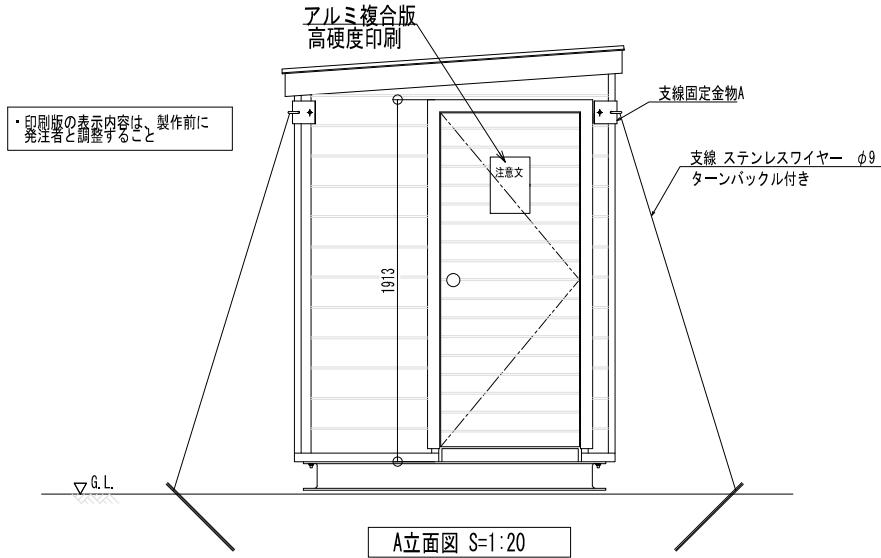 アルミ複合版
高硬度印刷
・印刷版の表示内容は、製作前に
発注者と調整すること
支線固定金物A
支線 ステンレスワイヤー φ9
ターンバックル付き
注意文
1913
G.L.
A立面図 S=1:20